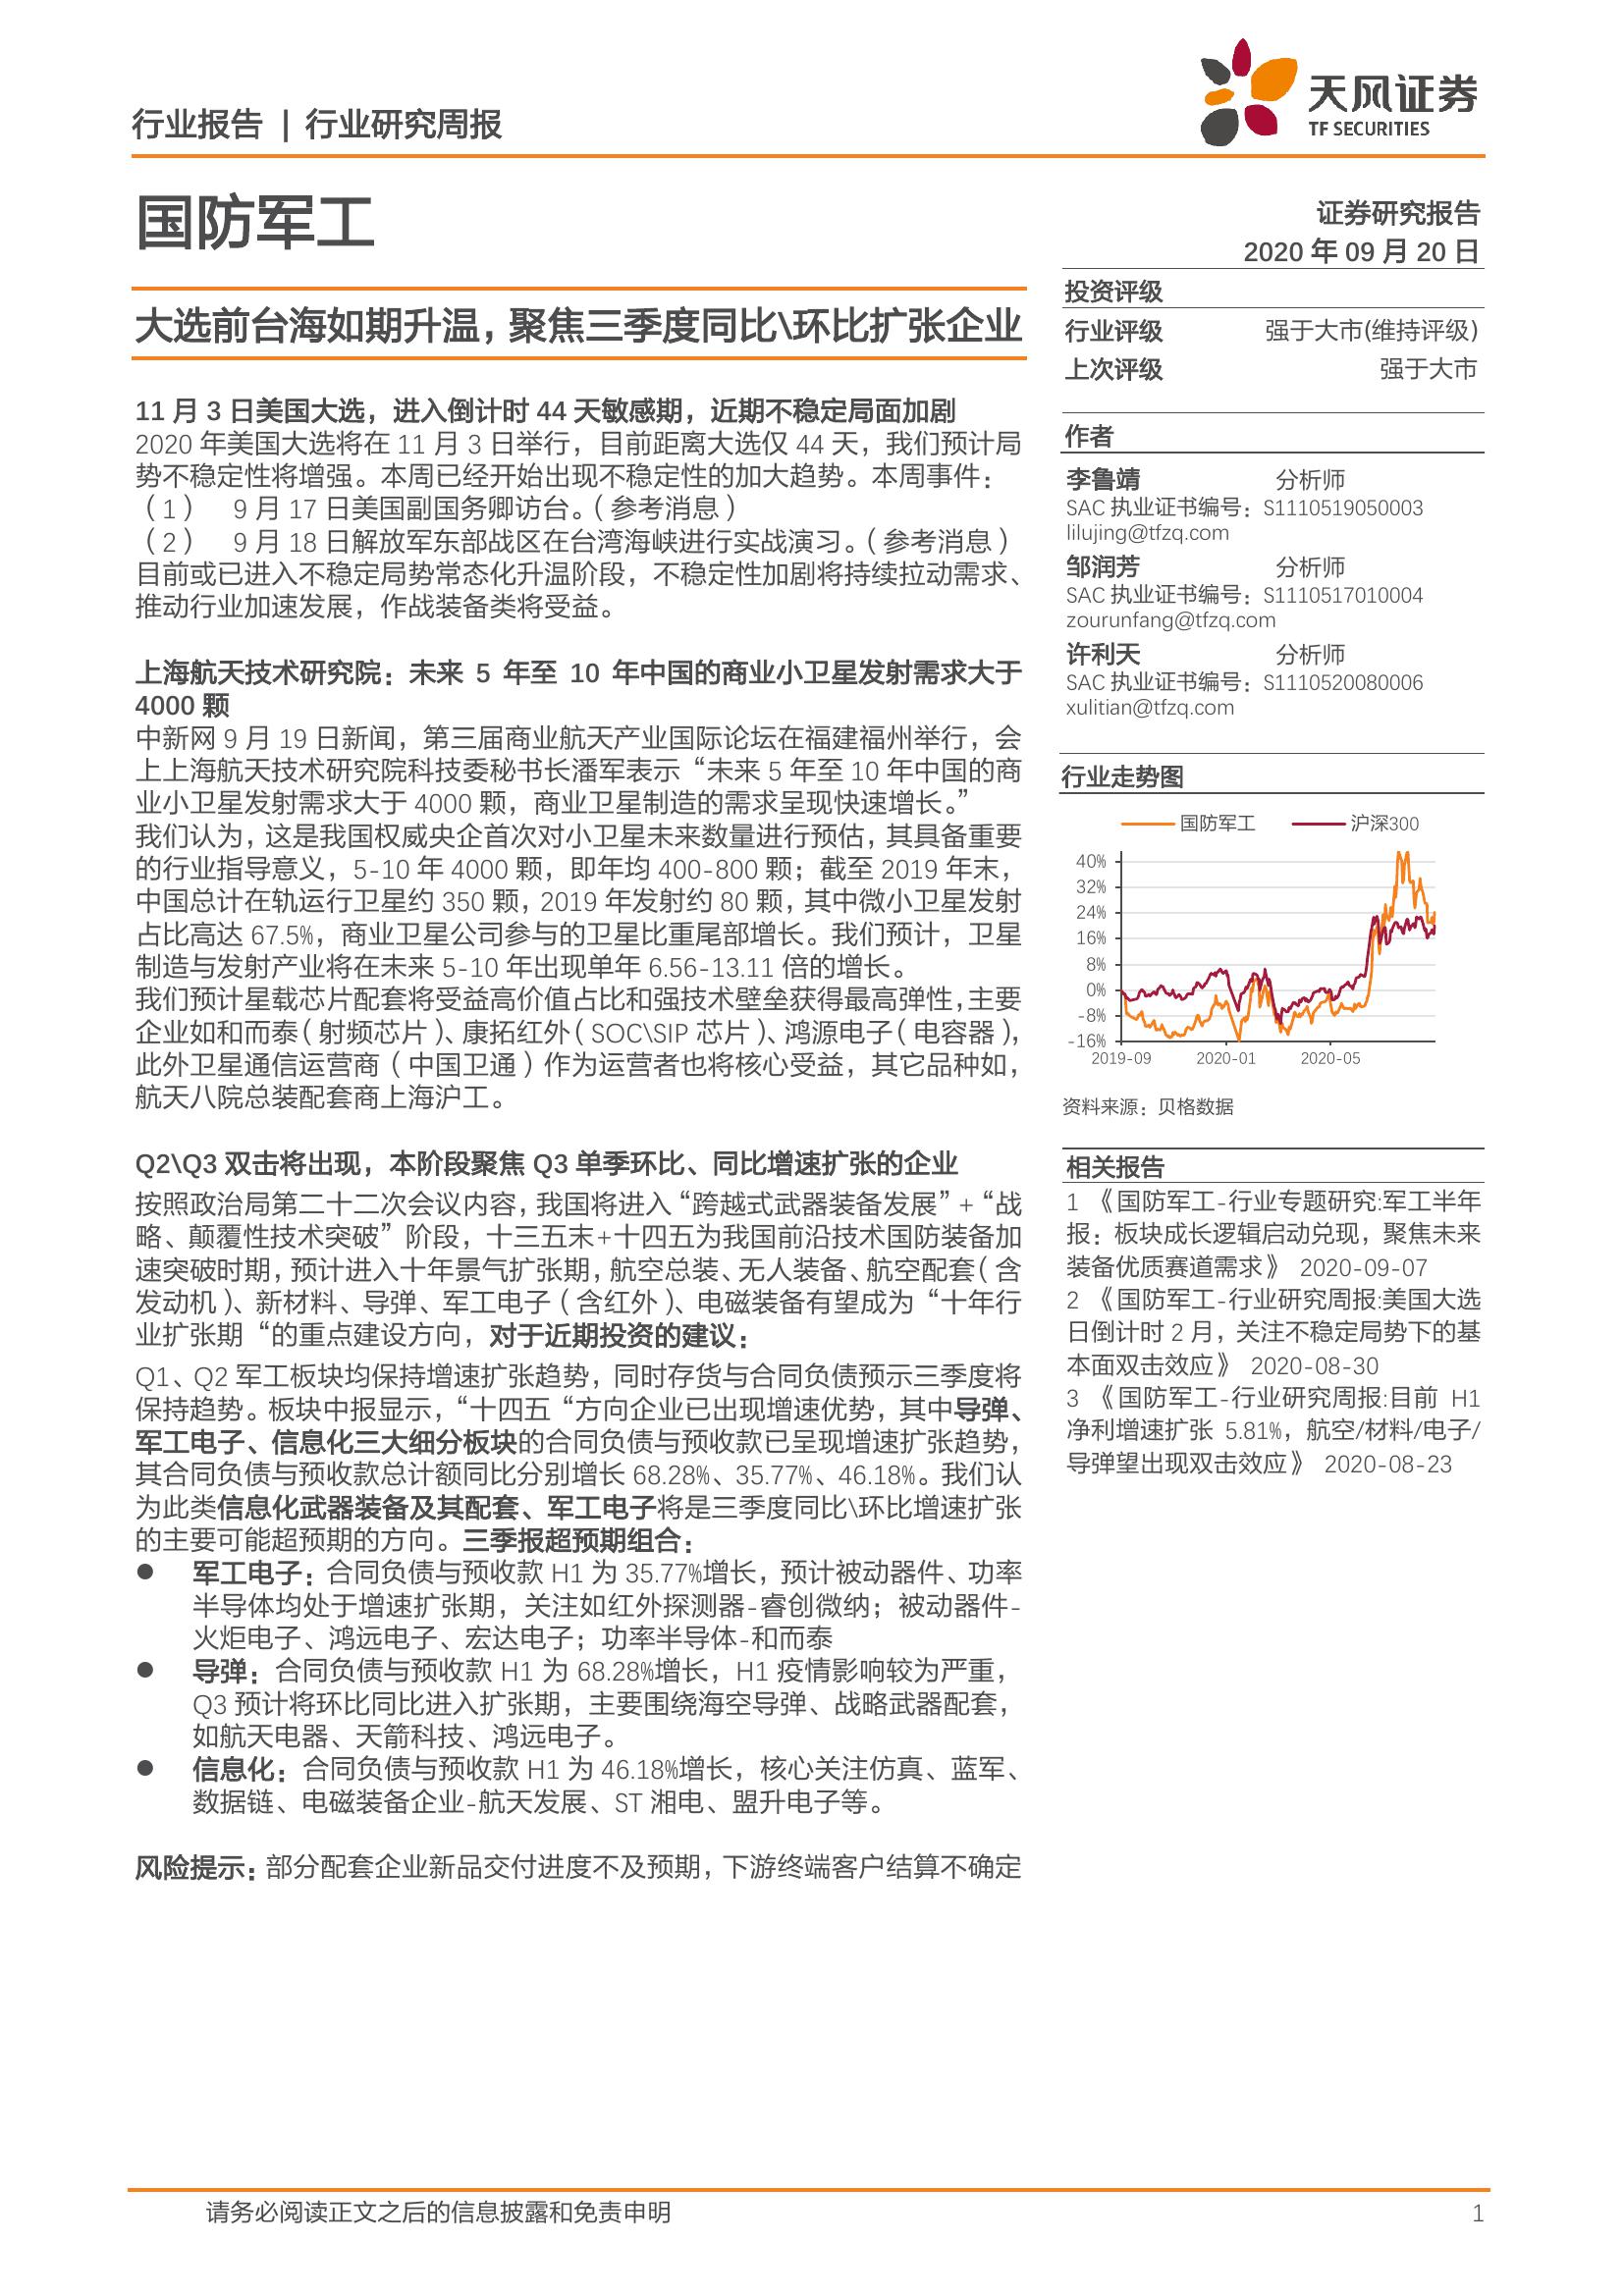 行业报告 | 行业研究周报
天风证券
TF SECURITIES
国防军工
证券研究报告
2020 年 09 月 20 日
大选前台海如期升温，聚焦三季度同比\环比扩张企业
11 月 3 日美国大选，进入倒计时 44 天敏感期，近期不稳定局面加剧
2020 年美国大选将在 11 月 3 日举行，目前距离大选仅 44 天，我们预计局
势不稳定性将增强。本周已经开始出现不稳定性的加大趋势。本周事件：
（1） 9 月 17 日美国副国务卿访台。（参考消息）
（2） 9 月 18 日解放军东部战区在台湾海峡进行实战演习。（参考消息）
目前或已进入不稳定局势常态化升温阶段，不稳定性加剧将持续拉动需求、
推动行业加速发展，作战装备类将受益。
上海航天技术研究院：未来 5 年至 10 年中国的商业小卫星发射需求大于
4000 颗
中新网 9 月 19 日新闻，第三届商业航天产业国际论坛在福建福州举行，会
上上海航天技术研究院科技委秘书长潘军表示“未来 5 年至 10 年中国的商
业小卫星发射需求大于 4000 颗，商业卫星制造的需求呈现快速增长。”
我们认为，这是我国权威央企首次对小卫星未来数量进行预估，其具备重要
的行业指导意义，5-10 年 4000 颗，即年均 400-800 颗；截至 2019 年末，
中国总计在轨运行卫星约 350 颗，2019 年发射约 80 颗，其中微小卫星发射
占比高达 67.5%，商业卫星公司参与的卫星比重尾部增长。我们预计，卫星
制造与发射产业将在未来 5-10 年出现单年 6.56-13.11 倍的增长。
我们预计星载芯片配套将受益高价值占比和强技术壁垒获得最高弹性，主要
企业如和而泰（射频芯片）、康拓红外（SOC\SIP 芯片）、鸿源电子（电容器），
此外卫星通信运营商（中国卫通）作为运营者也将核心受益，其它品种如，
航天八院总装配套商上海沪工。
Q2\Q3 双击将出现，本阶段聚焦 Q3 单季环比、同比增速扩张的企业
按照政治局第二十二次会议内容，我国将进入“跨越式武器装备发展”+“战
略、颠覆性技术突破”阶段，十三五末+十四五为我国前沿技术国防装备加
速突破时期，预计进入十年景气扩张期，航空总装、无人装备、航空配套（含
发动机）、新材料、导弹、军工电子（含红外）、电磁装备有望成为“十年行
业扩张期“的重点建设方向，对于近期投资的建议：
Q1、Q2 军工板块均保持增速扩张趋势，同时存货与合同负债预示三季度将
保持趋势。板块中报显示，“十四五“方向企业已出现增速优势，其中导弹、
军工电子、信息化三大细分板块的合同负债与预收款已呈现增速扩张趋势，
其合同负债与预收款总计额同比分别增长 68.28%、35.77%、46.18%。我们认
为此类信息化武器装备及其配套、军工电子将是三季度同比\环比增速扩张
的主要可能超预期的方向。三季报超预期组合：
● 军工电子：合同负债与预收款 H1 为 35.77%增长，预计被动器件、功率
半导体均处于增速扩张期，关注如红外探测器-睿创微纳；被动器件-
火炬电子、鸿远电子、宏达电子；功率半导体-和而泰
● 导弹：合同负债与预收款 H1 为 68.28%增长，H1 疫情影响较为严重，
Q3 预计将环比同比进入扩张期，主要围绕海空导弹、战略武器配套，
如航天电器、天箭科技、鸿远电子。
● 信息化：合同负债与预收款 H1 为 46.18%增长，核心关注仿真、蓝军、
数据链、电磁装备企业-航天发展、ST 湘电、盟升电子等。
风险提示：部分配套企业新品交付进度不及预期，下游终端客户结算不确定
投资评级
行业评级 强于大市(维持评级)
上次评级 强于大市
作者
李鲁靖 分析师
SAC 执业证书编号：S1110519050003
lilujing@tfzq.com
邹润芳 分析师
SAC 执业证书编号：S1110517010004
zourunfang@tfzq.com
许利天 分析师
SAC 执业证书编号：S1110520080006
xulitian@tfzq.com
行业走势图
国防军工 沪深300
40%
32%
24%
16%
8%
0%
-8%
-16%
2019-09 2020-01 2020-05
资料来源：贝格数据
相关报告
1 《国防军工-行业专题研究:军工半年
报：板块成长逻辑启动兑现，聚焦未来
装备优质赛道需求》 2020-09-07
2 《国防军工-行业研究周报:美国大选
日倒计时 2 月，关注不稳定局势下的基
本面双击效应》 2020-08-30
3 《国防军工-行业研究周报:目前 H1
净利增速扩张 5.81%，航空/材料/电子/
导弹望出现双击效应》 2020-08-23
请务必阅读正文之后的信息披露和免责申明
1